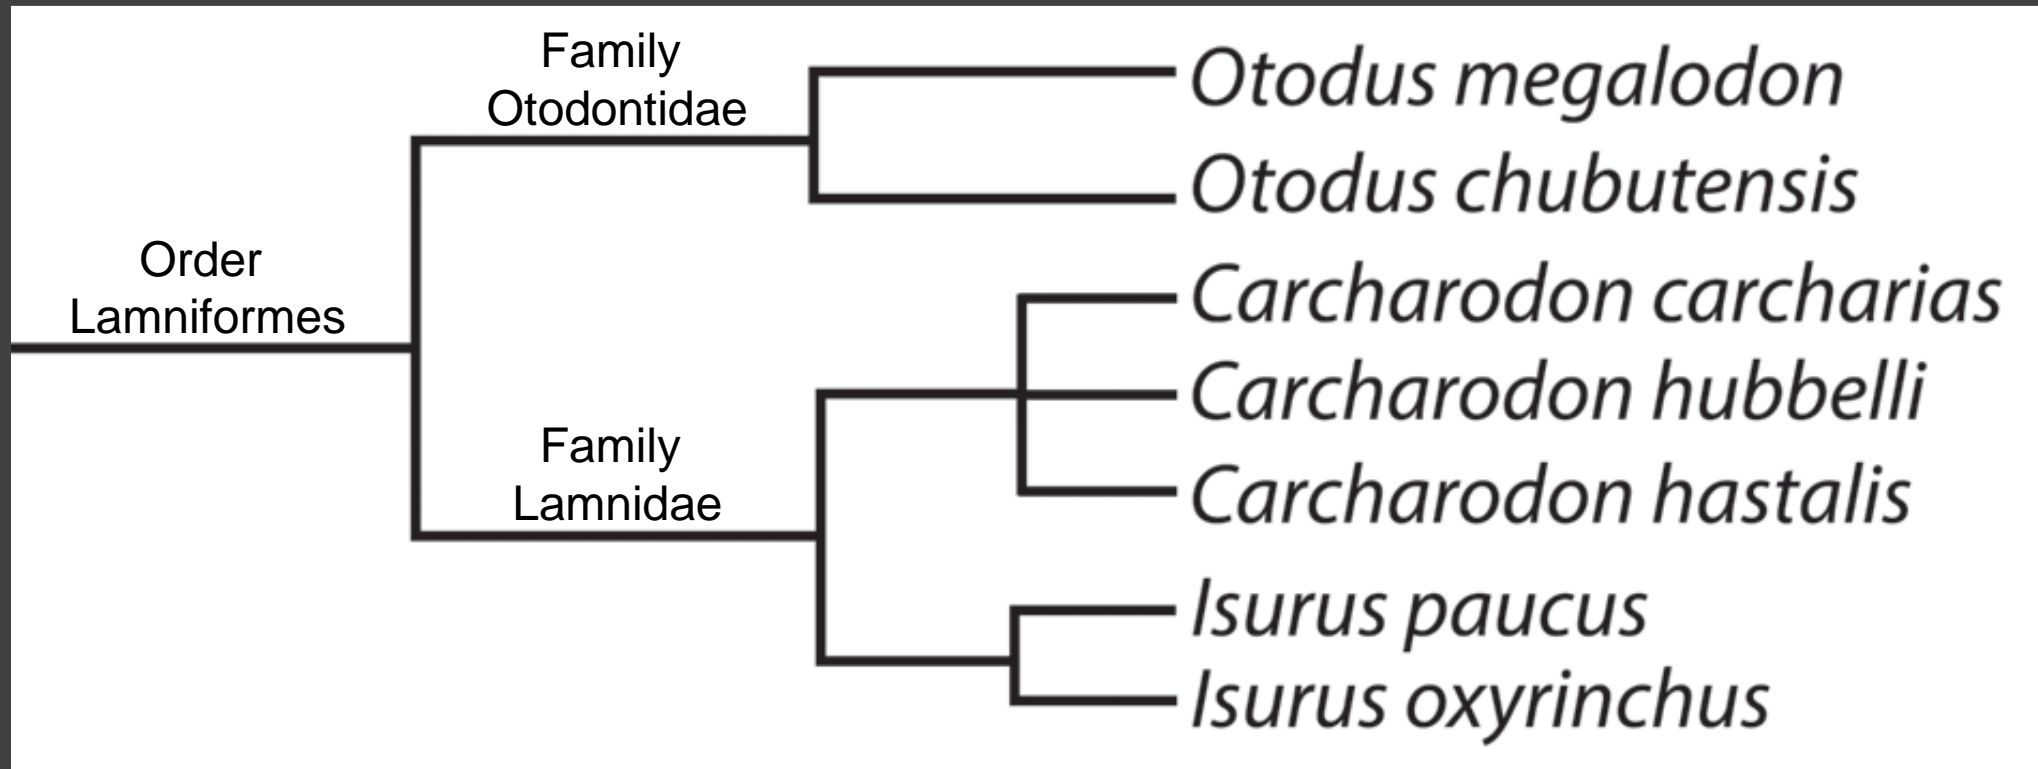 Family
Otodontidae
Otodus megalodon
Otodus chubutensis
Order
Lamniformes
Carcharodon carcharias
Carcharodon hubbelli
Family
Lamnidae
Carcharodon hastalis
Isurus paucus
Isurus oxyrinchus